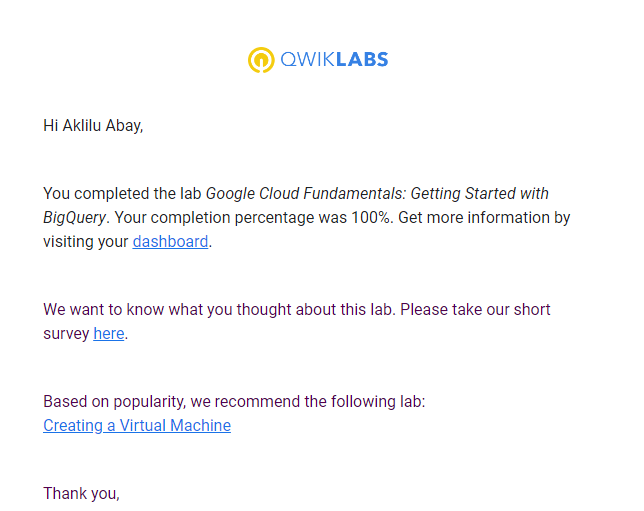 QWIKLABS
Hi Aklilu Abay,
You completed the lab Google Cloud Fundamentals: Getting Started with
BigQuery. Your completion percentage was 100%. Get more information by
visiting your dashboard.
We want to know what you thought about this lab. Please take our short
survey here.
Based on popularity, we recommend the following lab:
Creating a Virtual Machine
Thank you,